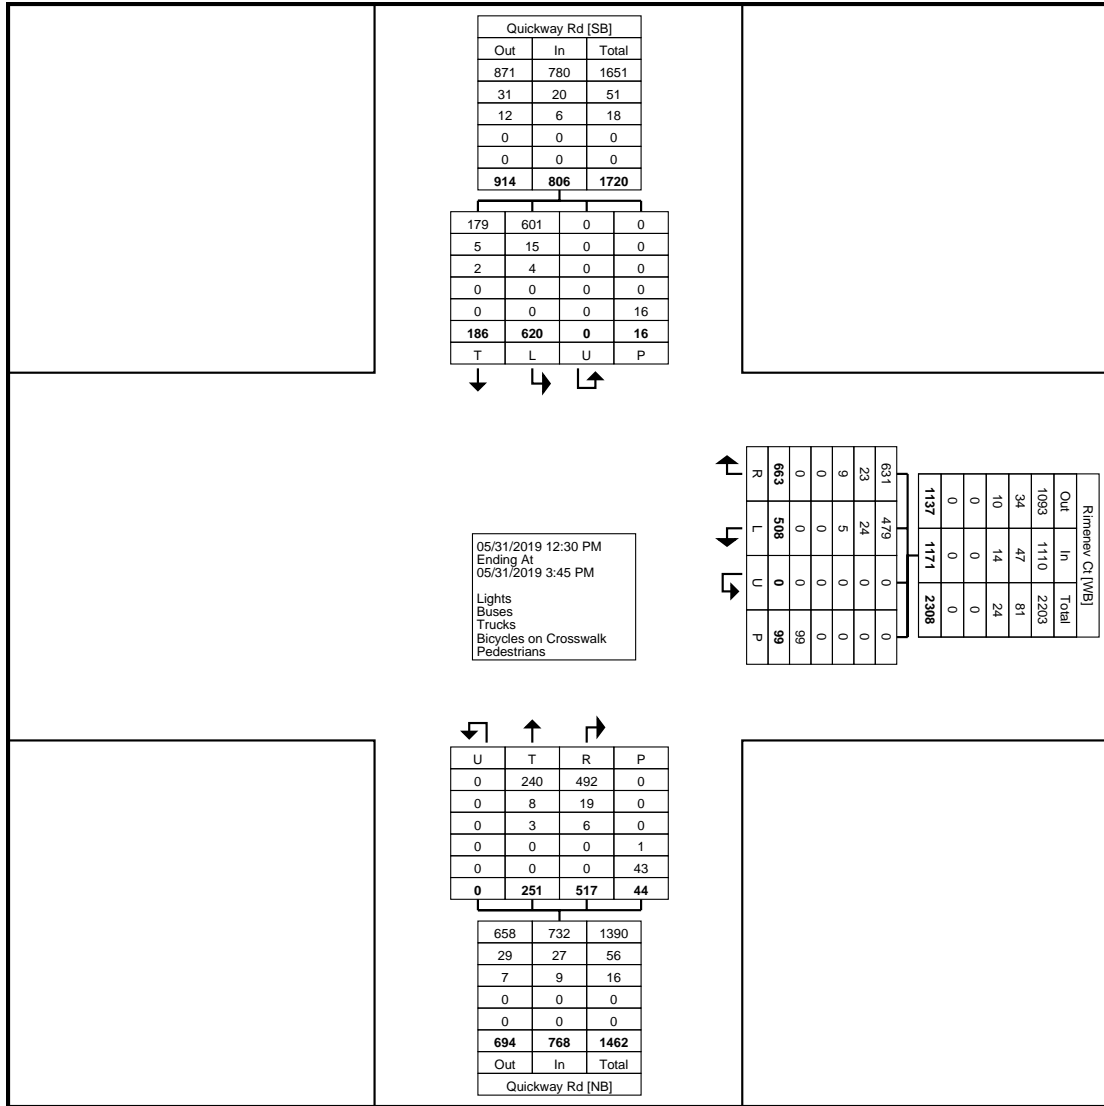 Quickway Rd [SB]
Out In Total
871 780 1651
31 20 51
12 6 18
0 0 0
0 0 0
914 806 1720
179 601 0 0
5 15 0 0
2 4 0 0
0 0 0 0
0 0 0 16
186 620 0 16
T L U P
Rimenev Ct [WB]
Out In Total
1093 1110 2203
34 47 81
10 14 24
0 0 0
0 0 0
1137 1171 2308
631 479 0 0
23 24 0 0
9 5 0 0
0 0 0 0
0 0 0 99
663 508 0 99
R L U P
05/31/2019 12:30 PM
Ending At
05/31/2019 3:45 PM
Lights
Buses
Trucks
Bicycles on Crosswalk
Pedestrians
U T R P
0 240 492 0
0 8 19 0
0 3 6 0
0 0 0 1
0 0 0 43
0 251 517 44
658 732 1390
29 27 56
7 9 16
0 0 0
0 0 0
694 768 1462
Out In Total
Quickway Rd [NB]